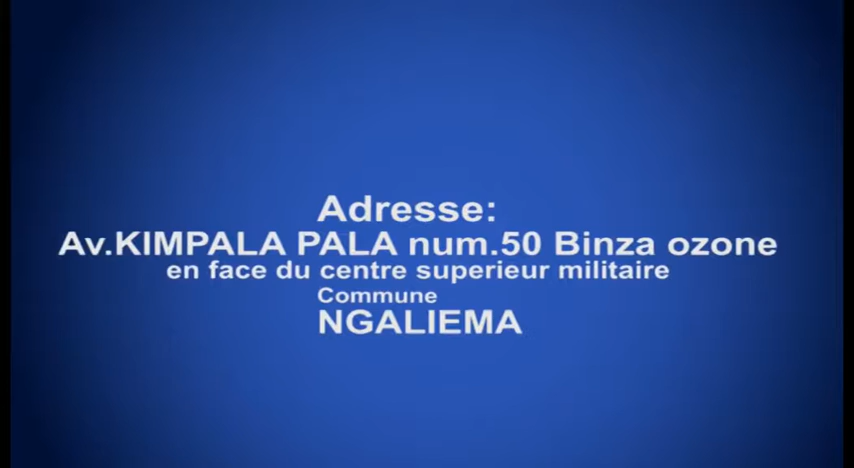 Adresse:
Av.KIMPALA PALA num.50 Binza ozone
en face du centre superieur militaire
Commune
NGALIEMA